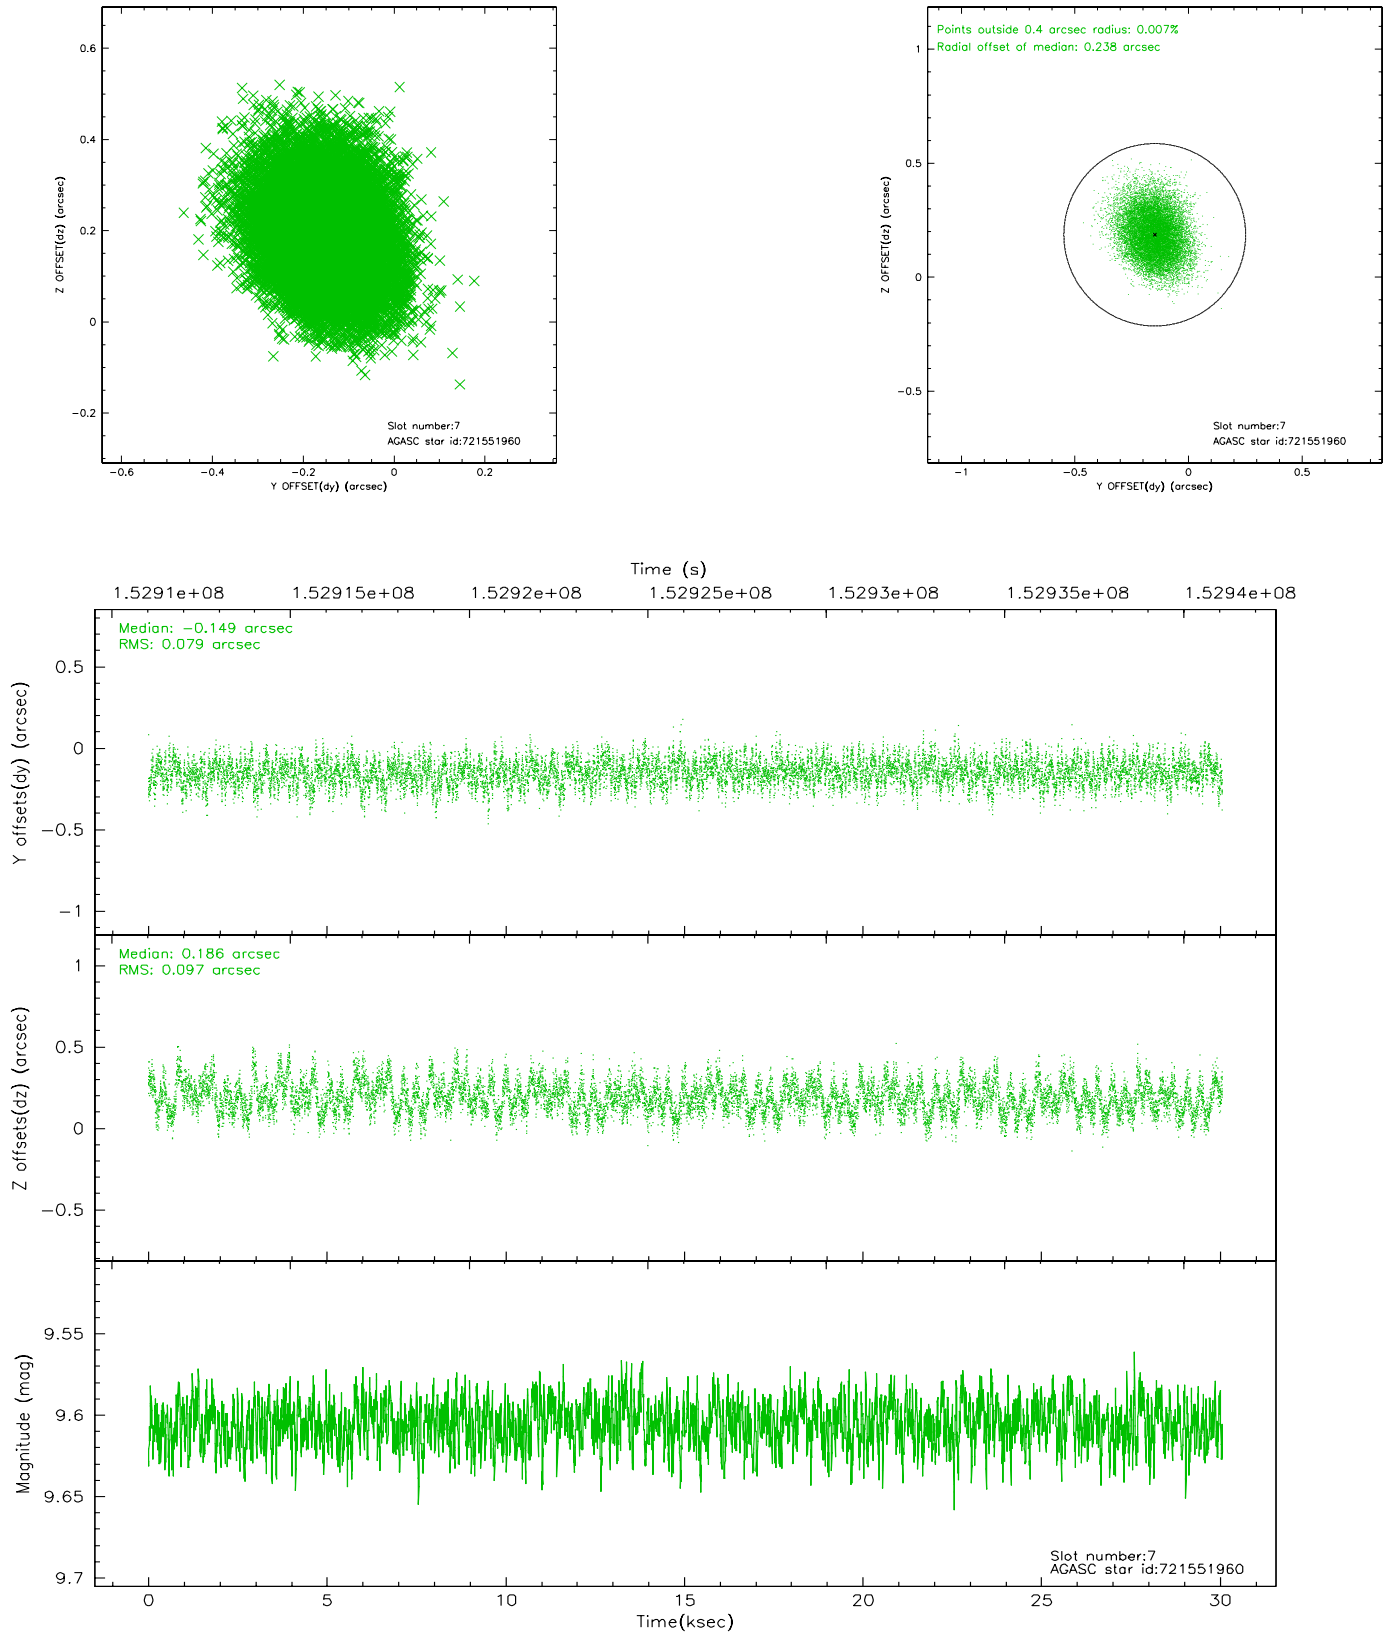 0.6
0.4
0.2
0
−0.2
Z OFFSET(dz) (arcsec)
Slot number:7
AGASC star id:721551960
−0.6 −0.4 −0.2 0 0.2
Y OFFSET(dy) (arcsec)
Points outside 0.4 arcsec radius: 0.007%
Radial offset of median: 0.238 arcsec
1
0.5
0
−0.5
Z OFFSET(dz) (arcsec)
Slot number:7
AGASC star id:721551960
−1 −0.5 0 0.5
Y OFFSET(dy) (arcsec)
Time (s)
1.5291e+08 1.52915e+08 1.5292e+08 1.52925e+08 1.5293e+08 1.52935e+08 1.5294e+08
Median: −0.149 arcsec
RMS: 0.079 arcsec
0.5
0
−0.5
−1
Y offsets(dy) (arcsec)
Median: 0.186 arcsec
RMS: 0.097 arcsec
1
0.5
0
−0.5
Z offsets(dz) (arcsec)
9.55
9.6
9.65
9.7
Magnitude (mag)
Slot number:7
AGASC star id:721551960
0 5 10 15 20 25 30
Time(ksec)